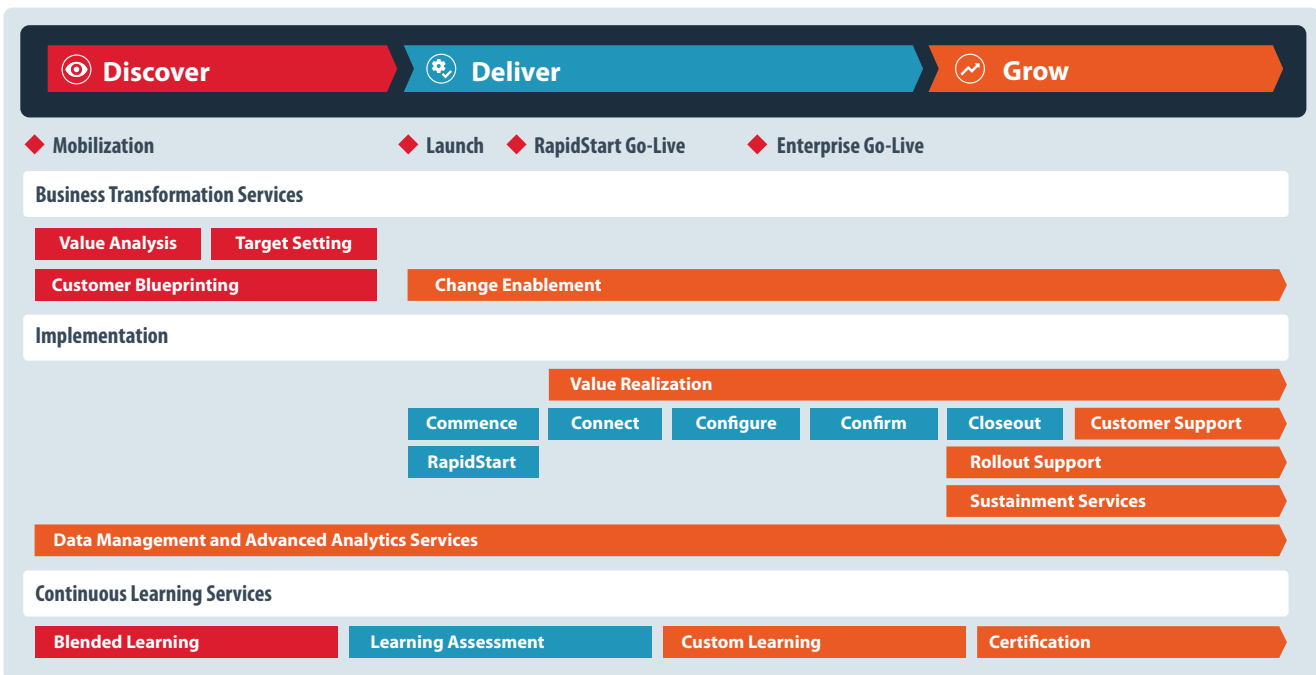 Discover
Deliver
Grow
Mobilization
Launch
RapidStart Go-Live
Enterprise Go-Live
Business Transformation Services
Value Analysis
Target Setting
Customer Blueprinting
Change Enablement
Implementation
Value Realization
Commence
Connect
Configure
Confirm
Closeout
Customer Support
RapidStart
Rollout Support
Sustainment Services
Data Management and Advanced Analytics Services
Continuous Learning Services
Blended Learning
Learning Assessment
Custom Learning
Certification